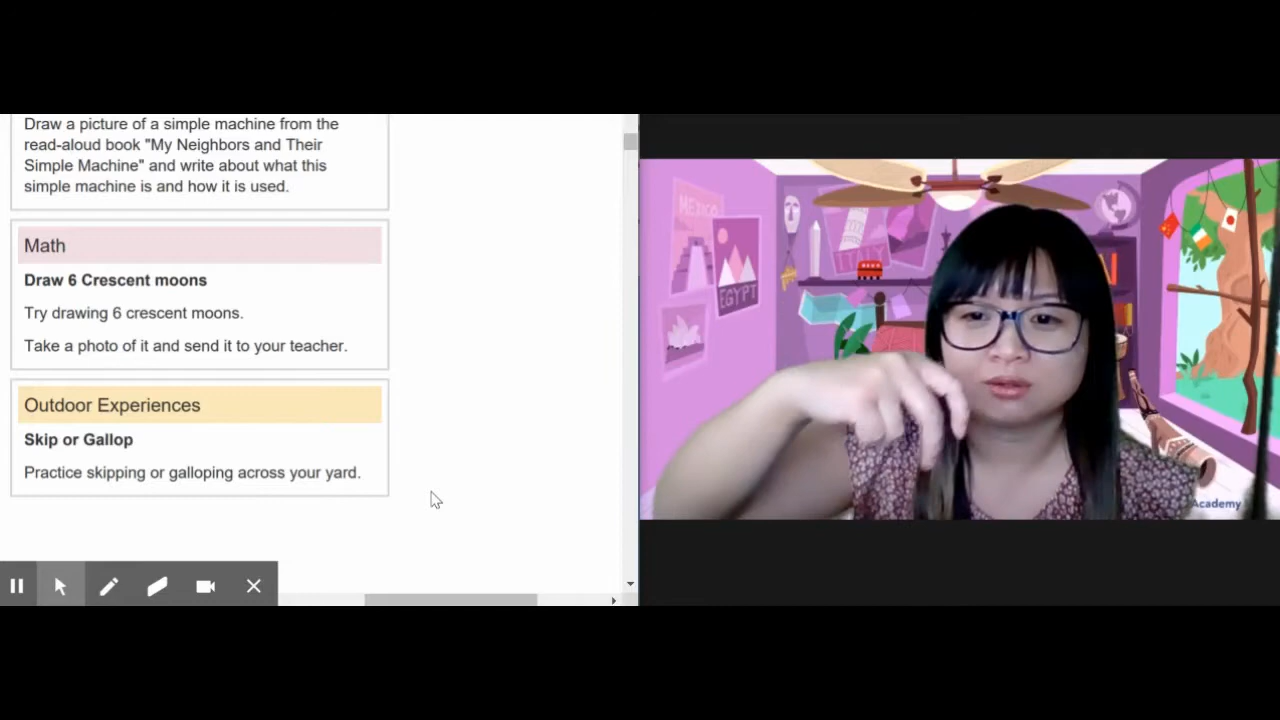 Draw a picture of a simple machine from the
read-aloud book "My Neighbors and Their
Simple Machine" and write about what this
simple machine is and how it is used.
Math
Draw 6 Crescent moons
Try drawing 6 crescent moons.
Take a photo of it and send it to your teacher.
Outdoor Experiences
Skip or Gallop
Practice skipping or galloping across your yard.
MEXICO
ITALY
EGYPT
Academy